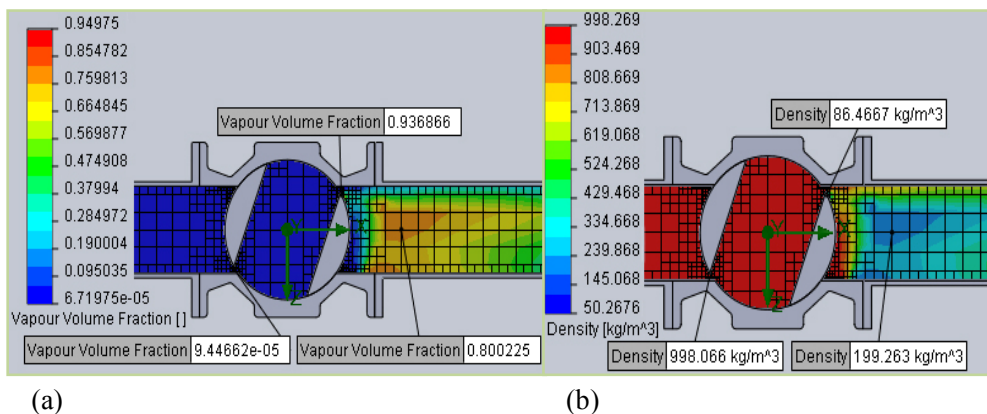 0.94975
0.854782
0.759813
0.664845
0.569877
0.474908
0.37994
0.284972
0.190004
0.095035
6.71975e-05
Vapour Volume Fraction [ ]
Vapour Volume Fraction 0.936866
Y
X
Z
Vapour Volume Fraction 9.44662e-05
Vapour Volume Fraction 0.800225
998.269
903.469
808.669
713.869
619.068
524.268
429.468
334.668
239.868
145.068
50.2676
Density [kg/m^3]
Density 86.4667 kg/m^3
Y
X
Z
Density 998.066 kg/m^3
Density 199.263 kg/m^3
(a)
(b)